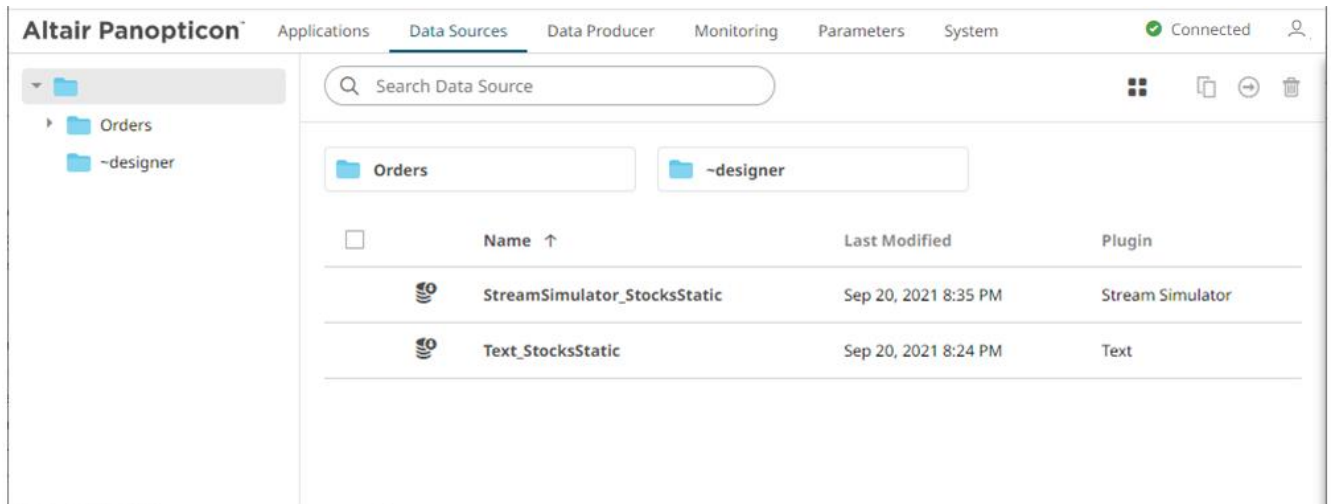 Altair Panopticon™ Applications Data Sources Data Producer Monitoring Parameters System Connected
Search Data Source
Orders
~designer
Orders ~designer
Name ↑ Last Modified Plugin
StreamSimulator_StocksStatic Sep 20, 2021 8:35 PM Stream Simulator
Text_StocksStatic Sep 20, 2021 8:24 PM Text